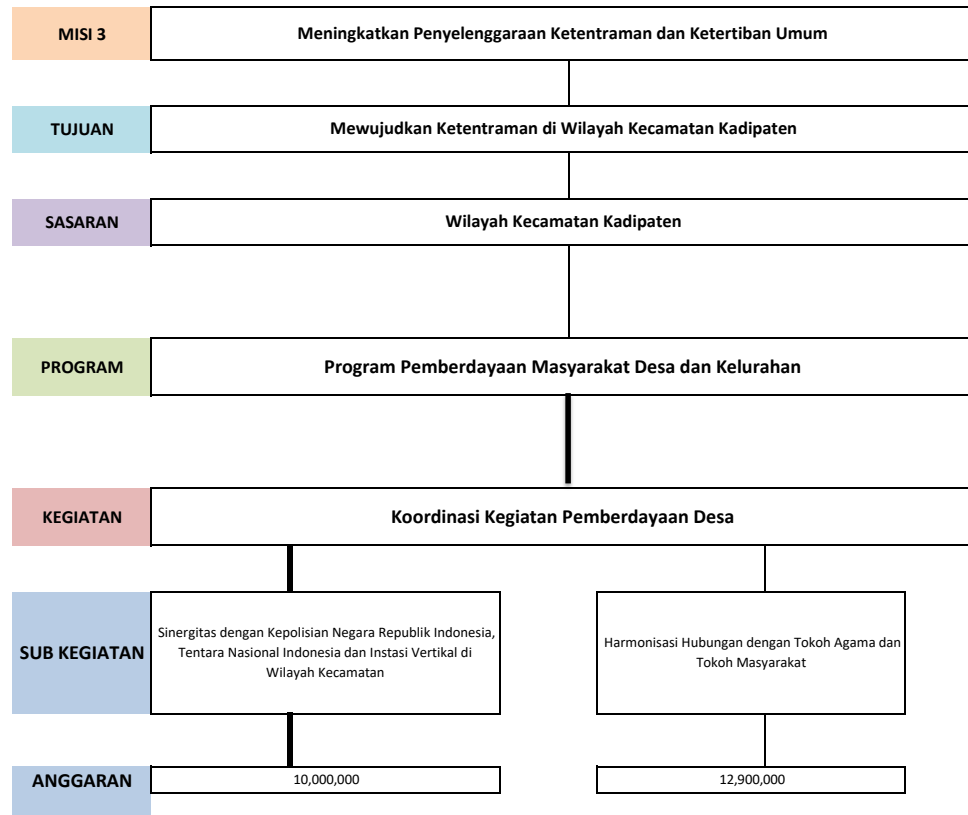 MISI 3
Meningkatkan Penyelenggaraan Ketentraman dan Ketertiban Umum
TUJUAN
Mewujudkan Ketentraman di Wilayah Kecamatan Kadipaten
SASARAN
Wilayah Kecamatan Kadipaten
PROGRAM
Program Pemberdayaan Masyarakat Desa dan Kelurahan
KEGIATAN
Koordinasi Kegiatan Pemberdayaan Desa
SUB KEGIATAN
Sinergitas dengan Kepolisian Negara Republik Indonesia,
Tentara Nasional Indonesia dan Instasi Vertikal di
Wilayah Kecamatan
Harmonisasi Hubungan dengan Tokoh Agama dan
Tokoh Masyarakat
ANGGARAN
10,000,000
12,900,000